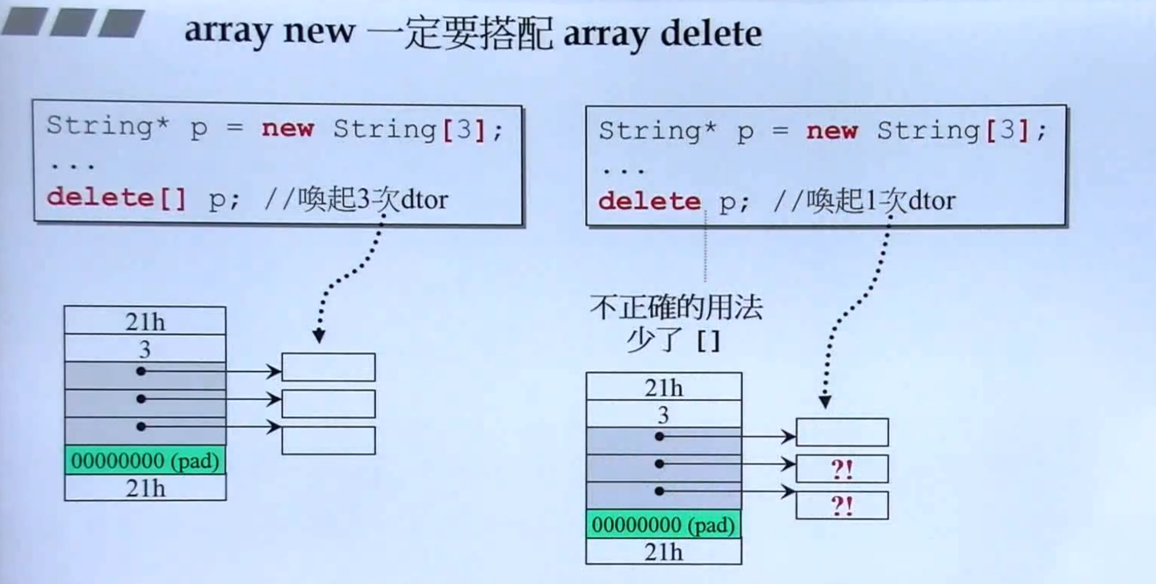 array new 一定要搭配 array delete
String* p = new String[3];
...
delete[] p; //喚起3次dtor
21h
3
00000000 (pad)
21h
String* p = new String[3];
...
delete p; //喚起1次dtor
不正確的用法
少了 []
21h
3
?!
?!
00000000 (pad)
21h